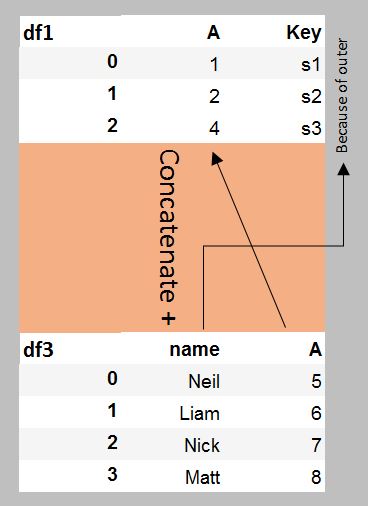 df1 A Key
0 1 s1
1 2 s2
2 4 s3
Because of outer
Concatenate +
df3 name A
0 Neil 5
1 Liam 6
2 Nick 7
3 Matt 8